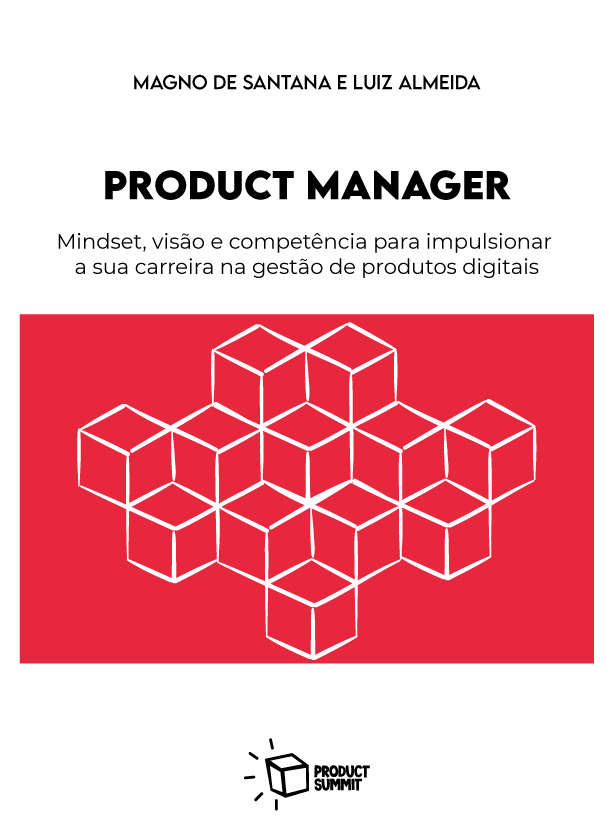 MAGNO DE SANTANA E LUIZ ALMEIDA
PRODUCT MANAGER
Mindset, visão e competência para impulsionar
a sua carreira na gestão de produtos digitais
PRODUCT
SUMMIT